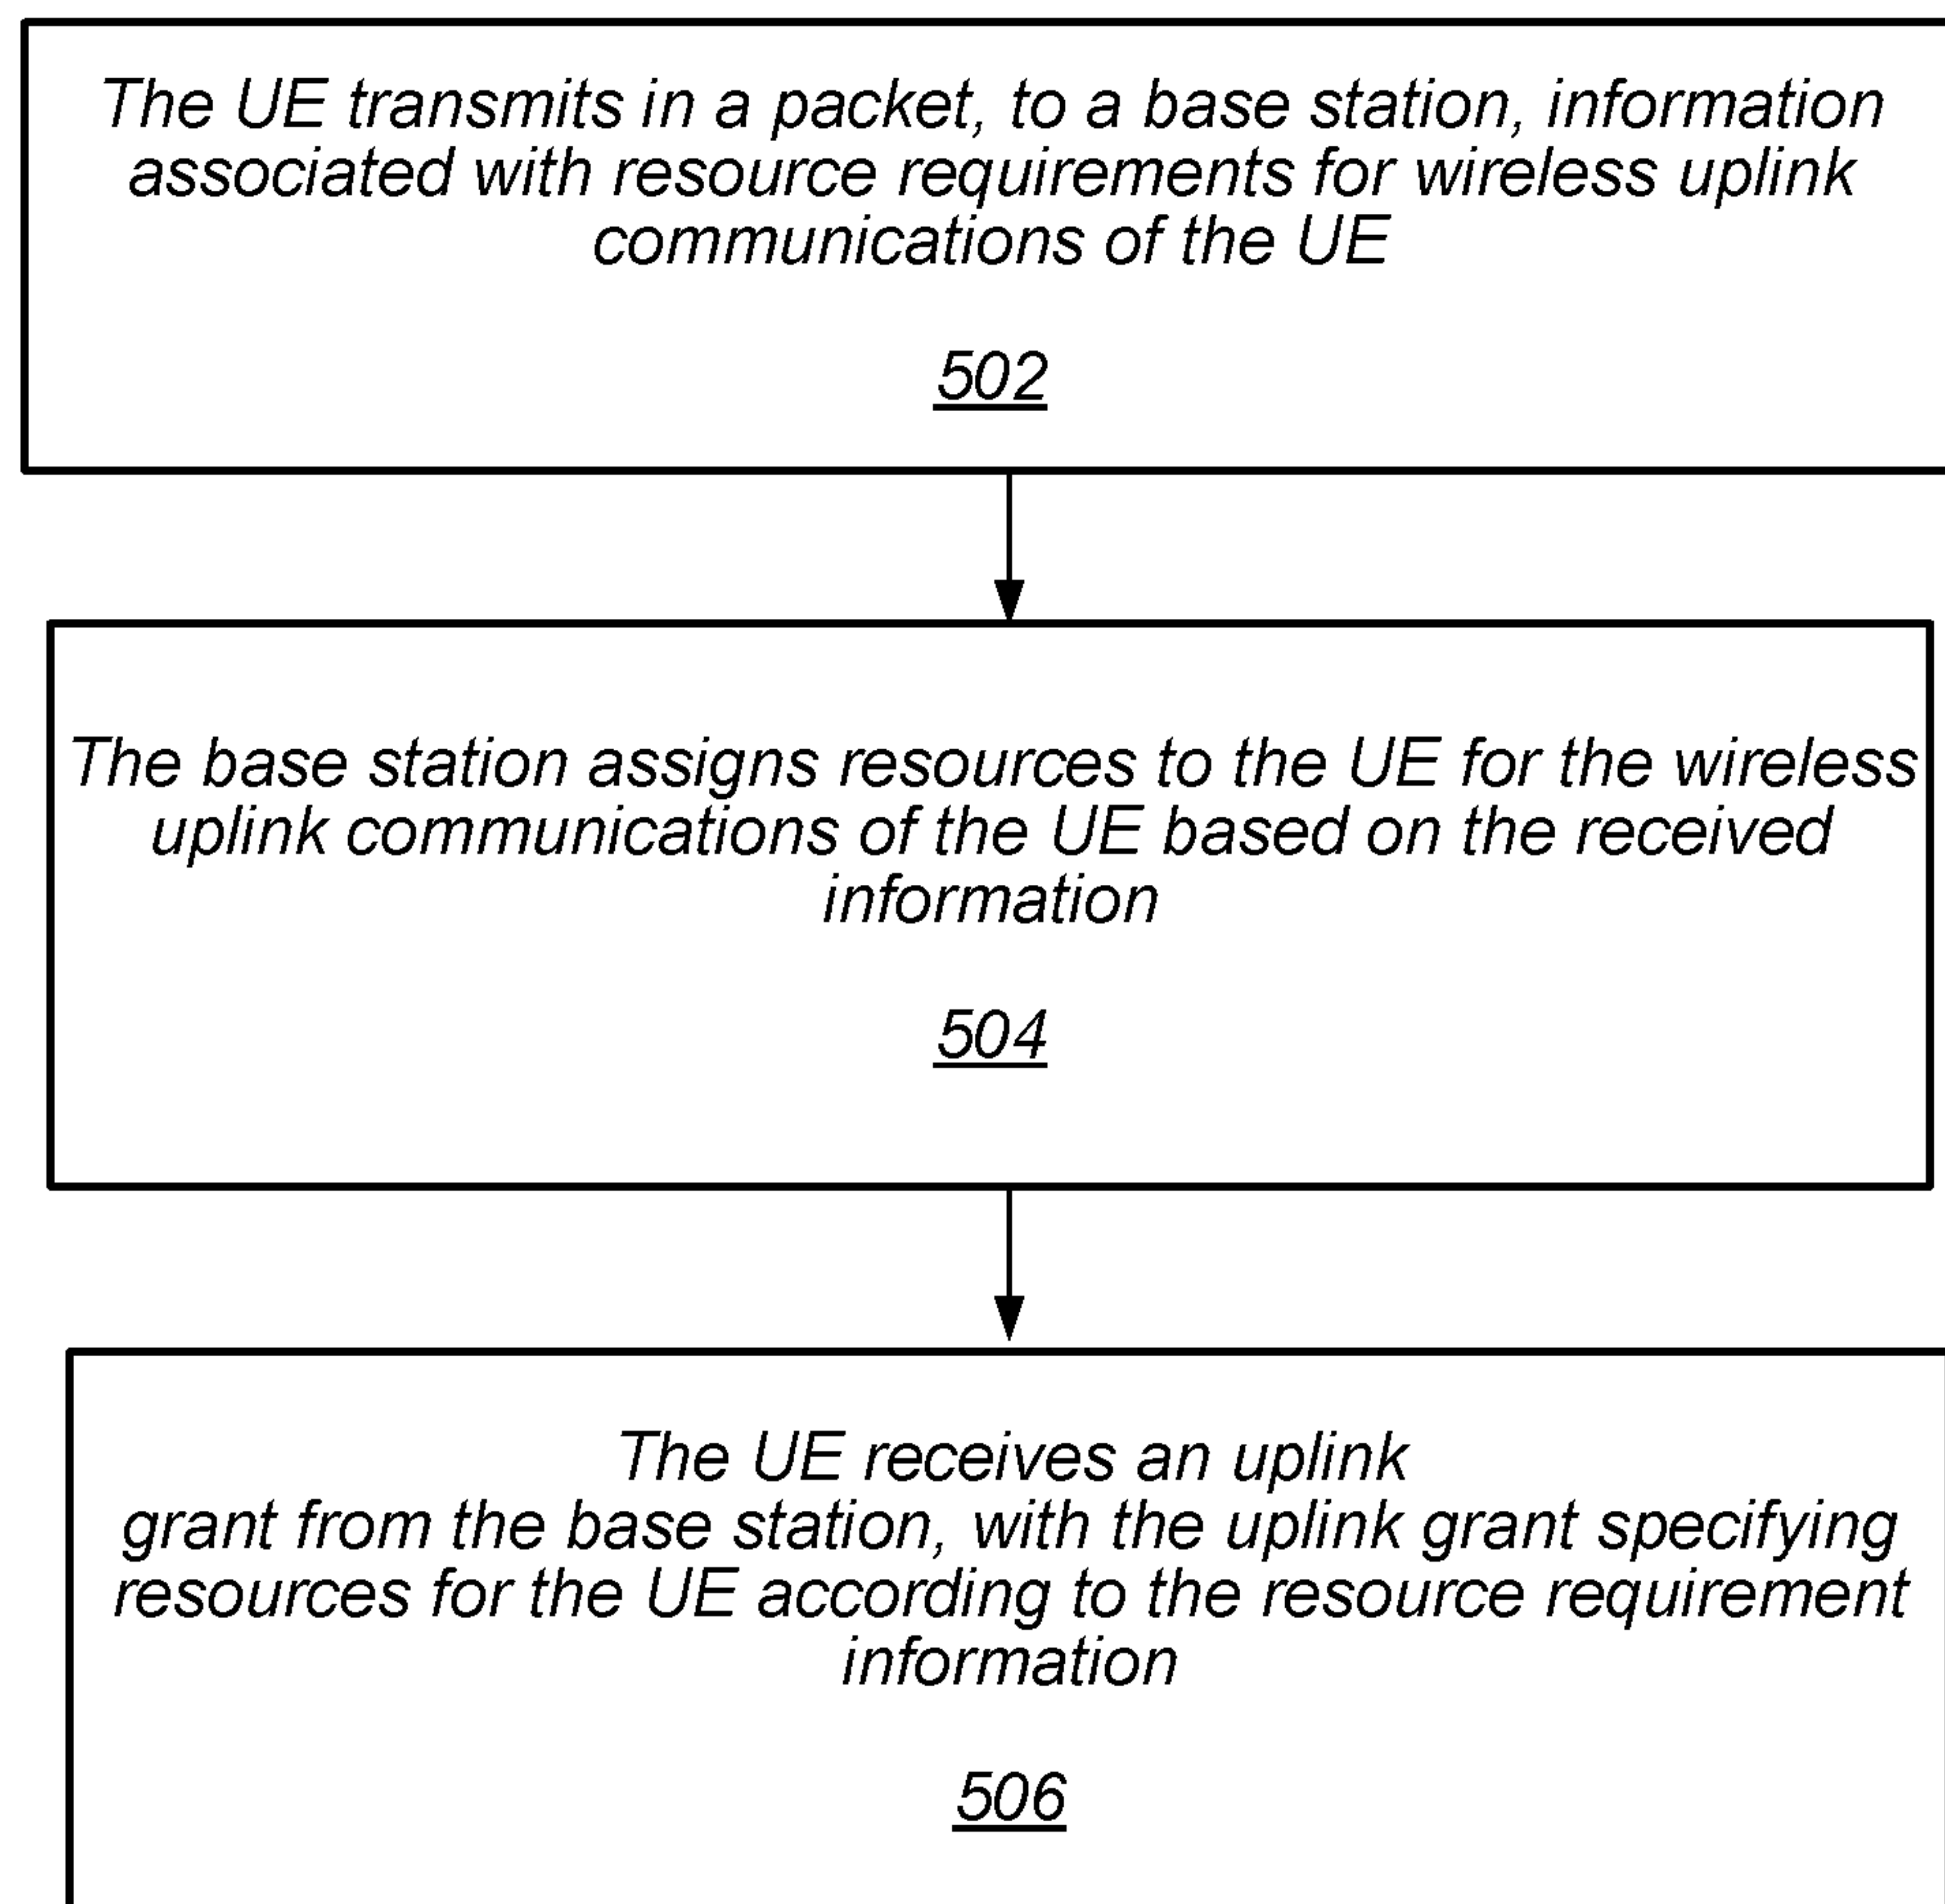 The UE transmits in a packet, to a base station, information
associated with resource requirements for wireless uplink
communications of the UE
502
The base station assigns resources to the UE for the wireless
uplink communications of the UE based on the received
information
504
The UE receives an uplink
grant from the base station, with the uplink grant specifying
resources for the UE according to the resource requirement
information
506